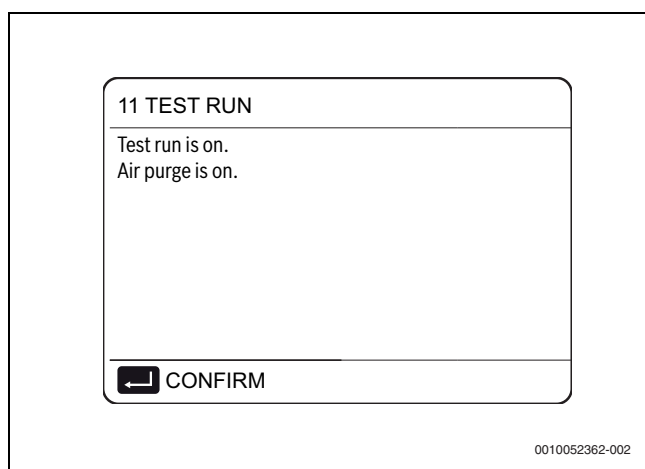 11 TEST RUN
Test run is on.
Air purge is on.
CONFIRM
0010052362-002